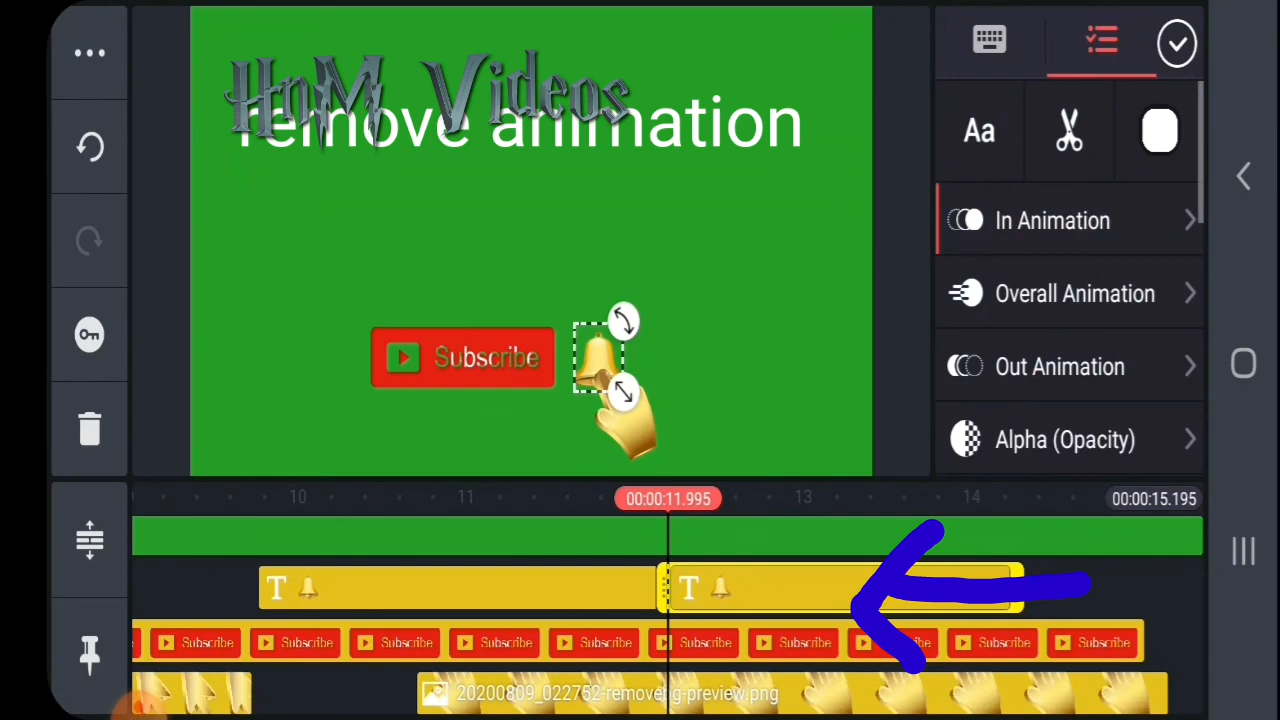 HnM Videos
remove animation
Subscribe
Aa
In Animation
Overall Animation
Out Animation
Alpha (Opacity)
10
11
00:00:11.995
13
14
00:00:15.195
T
T
Subscribe
Subscribe
Subscribe
Subscribe
Subscribe
Subscribe
Subscribe
Subscribe
Subscribe
Subscribe
20200809_022752-removebg-preview.png